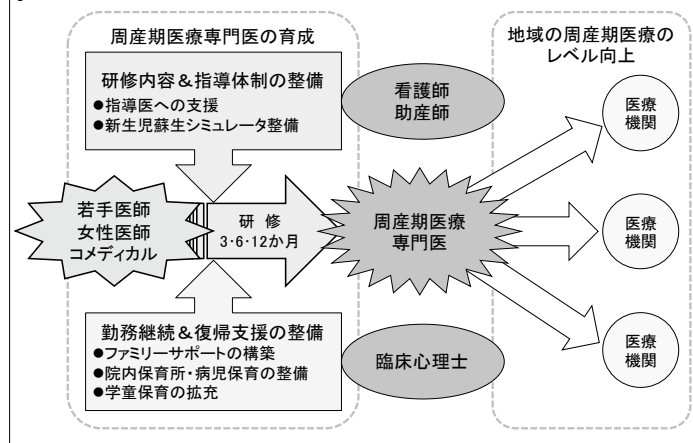 周産期医療専門医の育成
研修内容＆指導体制の整備
●指導医への支援
●新生児蘇生シミュレータ整備
看護師
助産師
若手医師
女性医師
コメディカル
研 修
3・6・12か月
周産期医療
専門医
勤務継続＆復帰支援の整備
●ファミリーサポートの構築
●院内保育所・病児保育の整備
●学童保育の拡充
臨床心理士
地域の周産期医療の
レベル向上
医療
機関
医療
機関
医療
機関